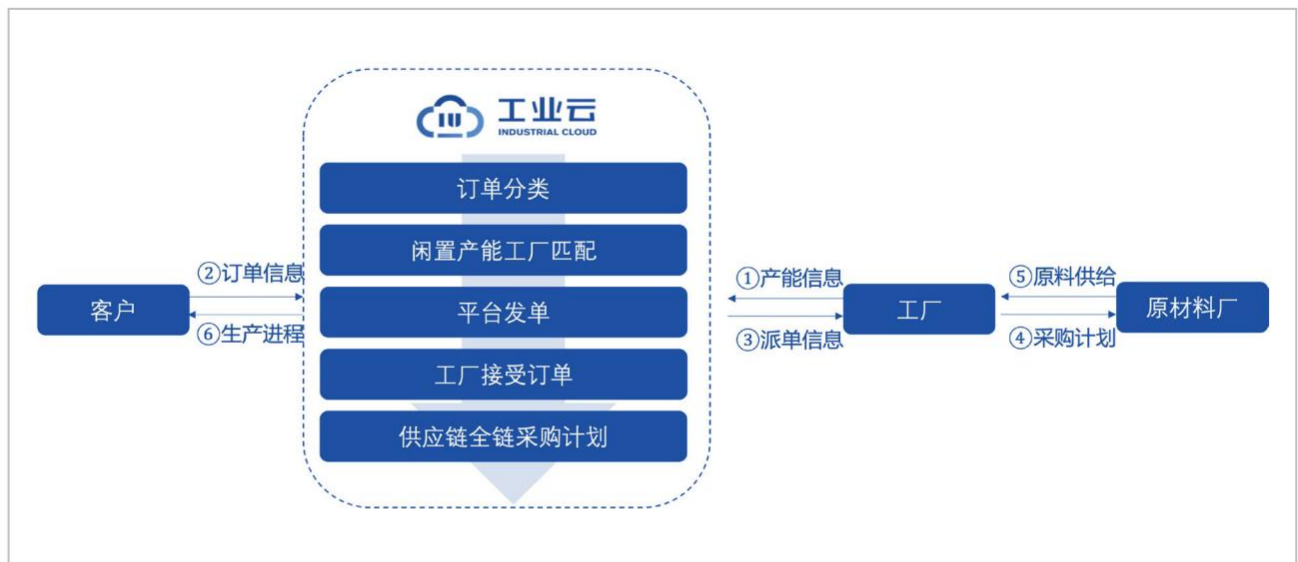 工业云
INDUSTRIAL CLOUD
订单分类
闲置产能工厂匹配
平台发单
工厂接受订单
供应链全链采购计划
客户
②订单信息
⑥生产进程
①产能信息
③派单信息
工厂
⑤原料供给
④采购计划
原材料厂